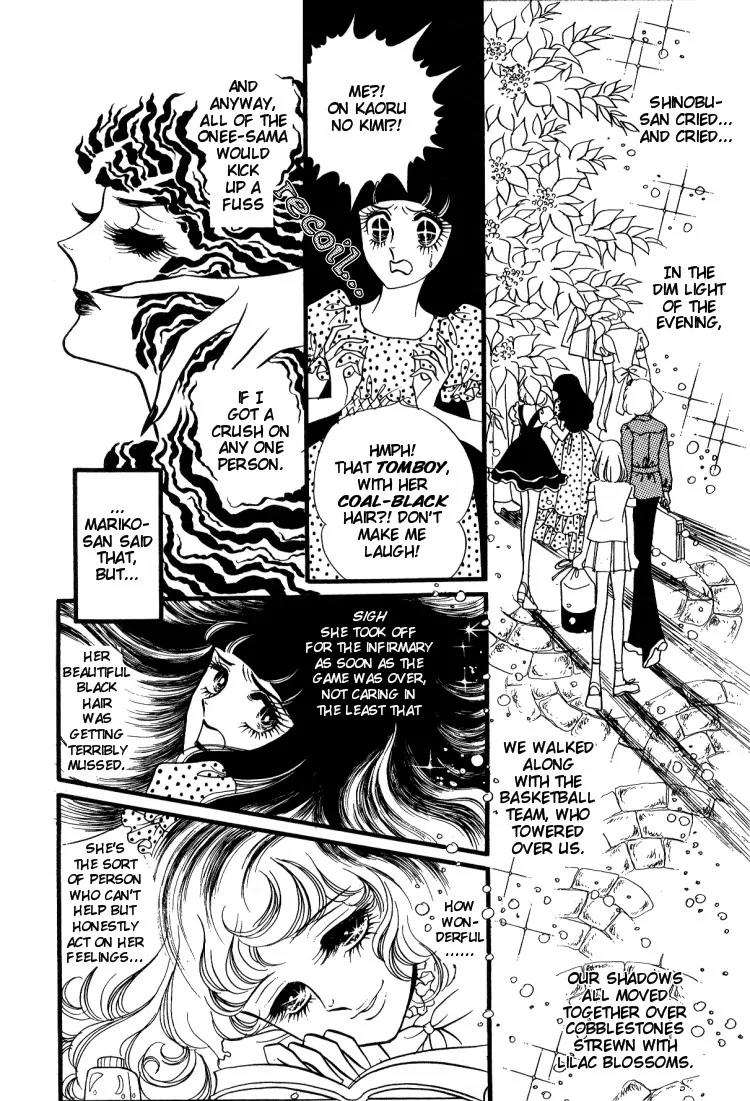 SHINOBU-
SAN CRIED...
AND CRIED...
IN THE
DIM LIGHT
OF THE
EVENING,
WE WALKED
ALONG
WITH THE
BASKETBALL
TEAM, WHO
TOWERED
OVER US.
OUR SHADOWS
ALL MOVED
TOGETHER OVER
COBBLESTONES
STREWN WITH
LILAC BLOSSOMS.
ME?!
ON KAORU
NO KIMI?!
recoil...
HMPH!
THAT TOMBOY,
WITH HER
COAL-BLACK
HAIR?! DON'T
MAKE ME
LAUGH!
AND
ANYWAY,
ALL OF THE
ONEE-SAMA
WOULD
KICK
UP A
FUSS
IF I
GOT A
CRUSH ON
ANY ONE
PERSON.
...
MARIKO-
SAN SAID
THAT,
BUT...
SIGH
SHE TOOK OFF
FOR THE INFIRMARY
AS SOON AS THE
GAME WAS OVER,
NOT CARING IN
THE LEAST THAT
HER
BEAUTIFUL
BLACK
HAIR
WAS
GETTING
TERRIBLY
MUSSED.
HOW
WON-
DERFUL
......
SHE'S
THE SORT
OF PERSON
WHO CAN'T
HELP BUT
HONESTLY
ACT ON HER
FEELINGS...